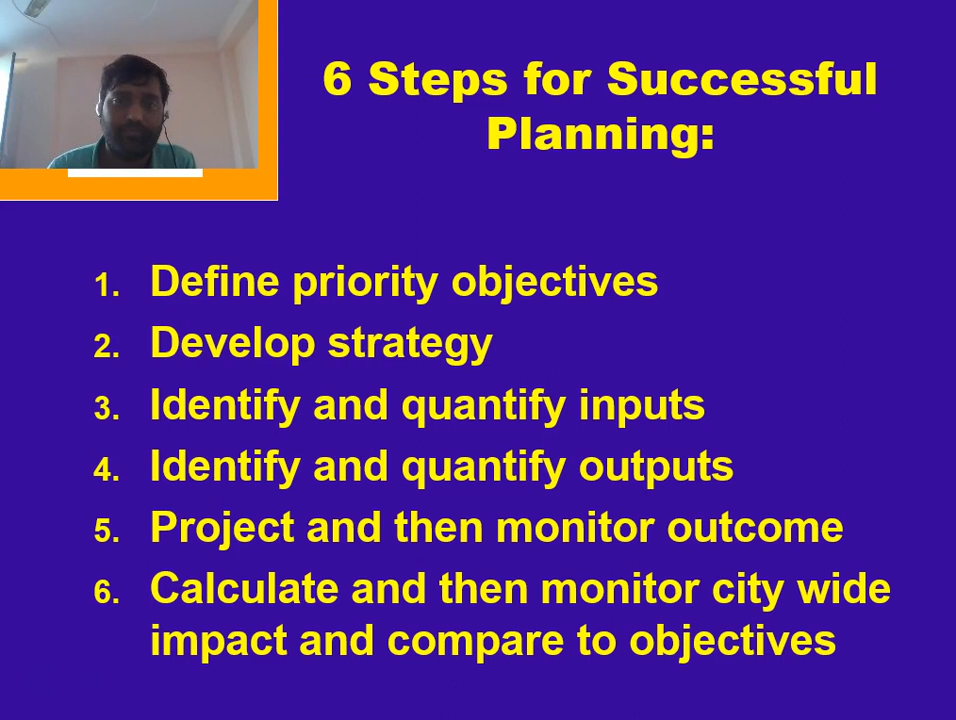 6 Steps for Successful
Planning:
1. Define priority objectives
2. Develop strategy
3. Identify and quantify inputs
4. Identify and quantify outputs
5. Project and then monitor outcome
6. Calculate and then monitor city wide
impact and compare to objectives